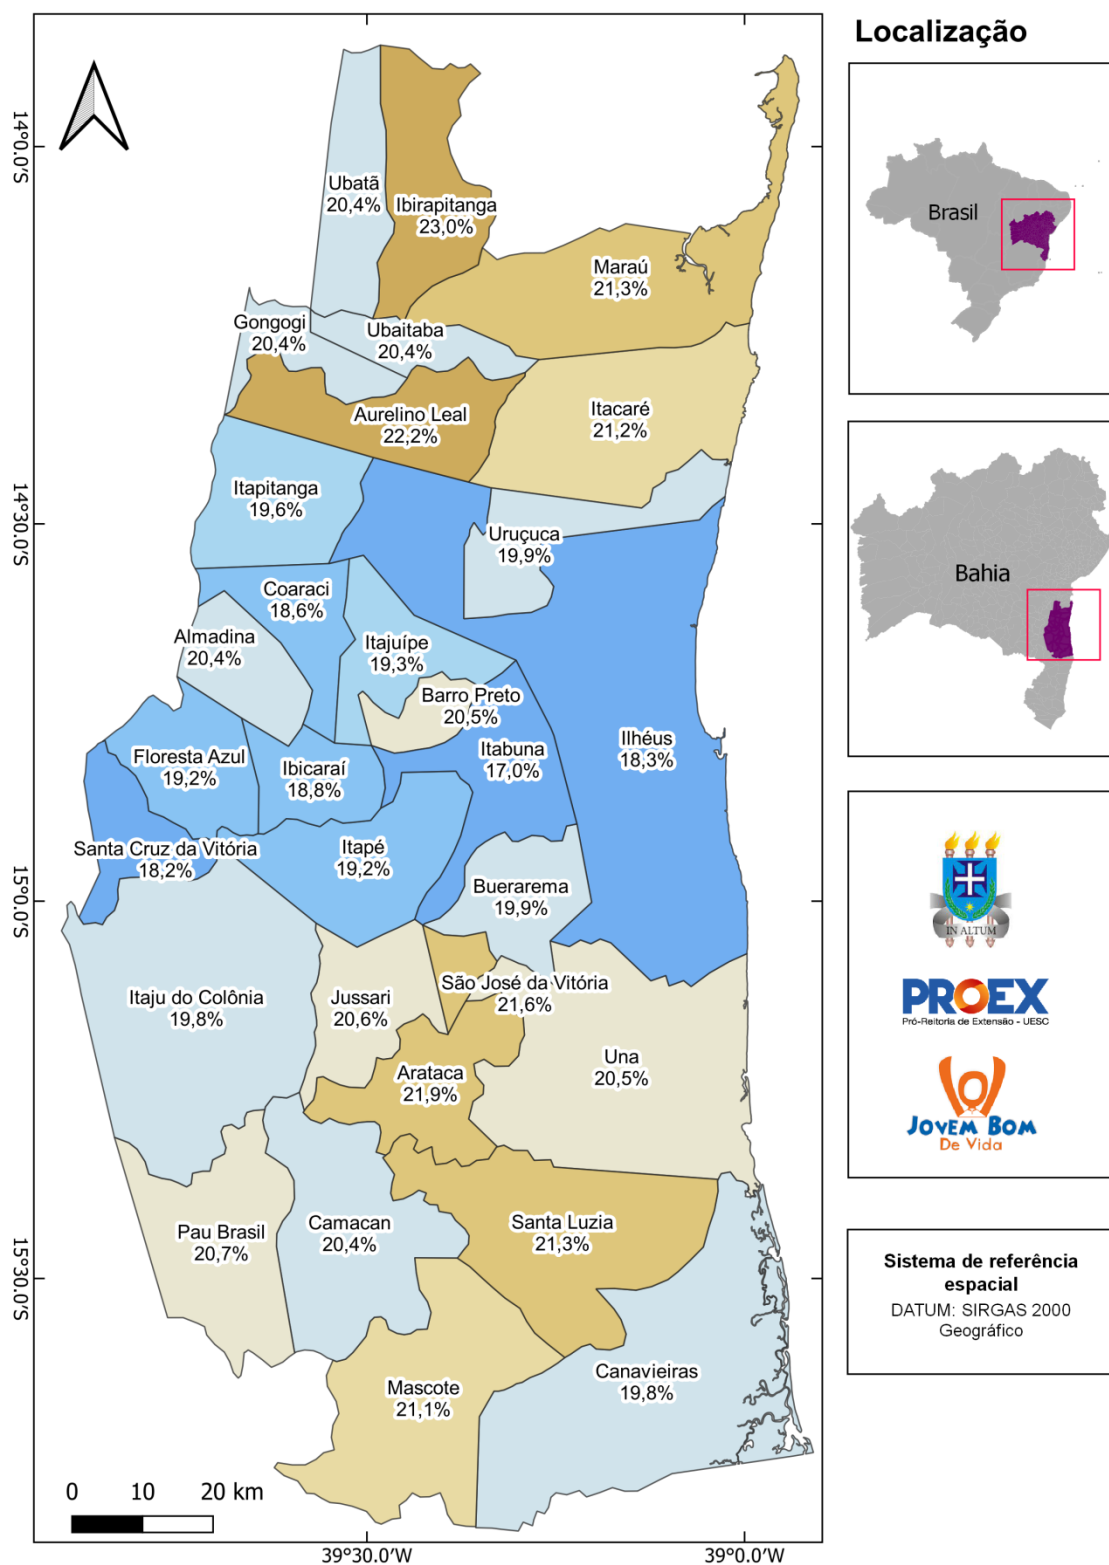 Localização
14°0.0'S
14°30.0'S
15°0.0'S
15°30.0'S
39°30.0'W
39°0.0'W
Ubatã
20,4%
Ibirapitanga
23,0%
Maraú
21,3%
Gongogi
20,4%
Ubaitaba
20,4%
Aurelino Leal
22,2%
Itacaré
21,2%
Itapitanga
19,6%
Uruçuca
19,9%
Coaraci
18,6%
Almadina
20,4%
Itajuípe
19,3%
Barro Preto
20,5%
Floresta Azul
19,2%
Ibicaraí
18,8%
Itabuna
17,0%
Ilhéus
18,3%
Santa Cruz da Vitória
18,2%
Itapé
19,2%
Buerarema
19,9%
Itaju do Colônia
19,8%
Jussari
20,6%
São José da Vitória
21,6%
Arataca
21,9%
Una
20,5%
Pau Brasil
20,7%
Camacan
20,4%
Santa Luzia
21,3%
Mascote
21,1%
Canavieiras
19,8%
0 10 20 km
Brasil
Bahia
IN ALTUM
PROEX
Pró-Reitoria de Extensão - UESC
JOVEM BOM
De Vida
Sistema de referência
espacial
DATUM: SIRGAS 2000
Geográfico